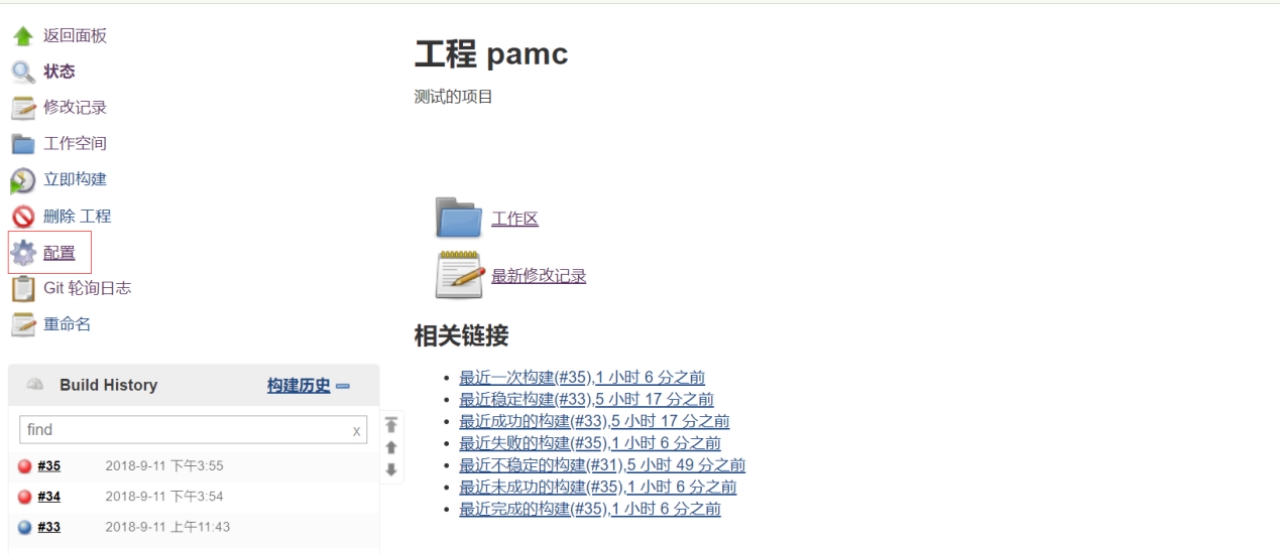 返回面板
状态
修改记录
工作空间
立即构建
删除 工程
配置
Git 轮询日志
重命名
Build History 构建历史
find x
#35 2018-9-11 下午3:55
#34 2018-9-11 下午3:54
#33 2018-9-11 上午11:43
工程 pamc
测试的项目
工作区
最新修改记录
相关链接
最近一次构建(#35),1 小时 6 分之前
最近稳定构建(#33),5 小时 17 分之前
最近成功的构建(#33),5 小时 17 分之前
最近失败的构建(#35),1 小时 6 分之前
最近不稳定的构建(#31),5 小时 49 分之前
最近未成功的构建(#35),1 小时 6 分之前
最近完成的构建(#35),1 小时 6 分之前